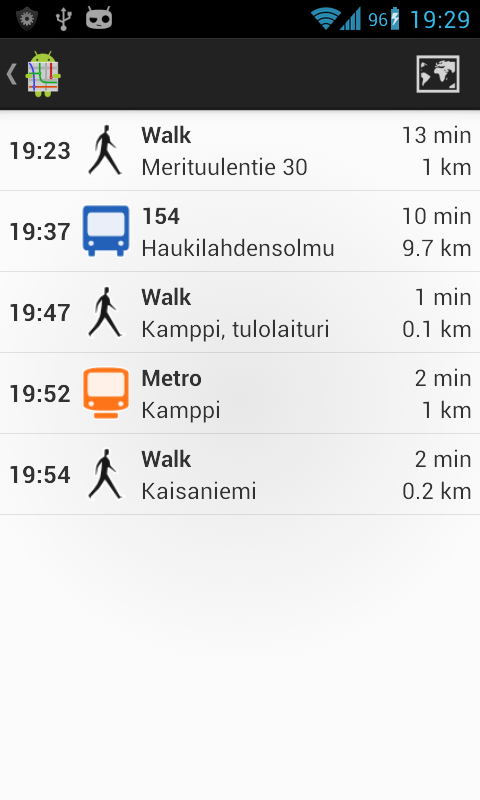 96 19:29
19:23 Walk 13 min
Merituulentie 30 1 km
19:37 154 10 min
Haukilahdensolmu 9.7 km
19:47 Walk 1 min
Kamppi, tulolaituri 0.1 km
19:52 Metro 2 min
Kamppi 1 km
19:54 Walk 2 min
Kaisaniemi 0.2 km